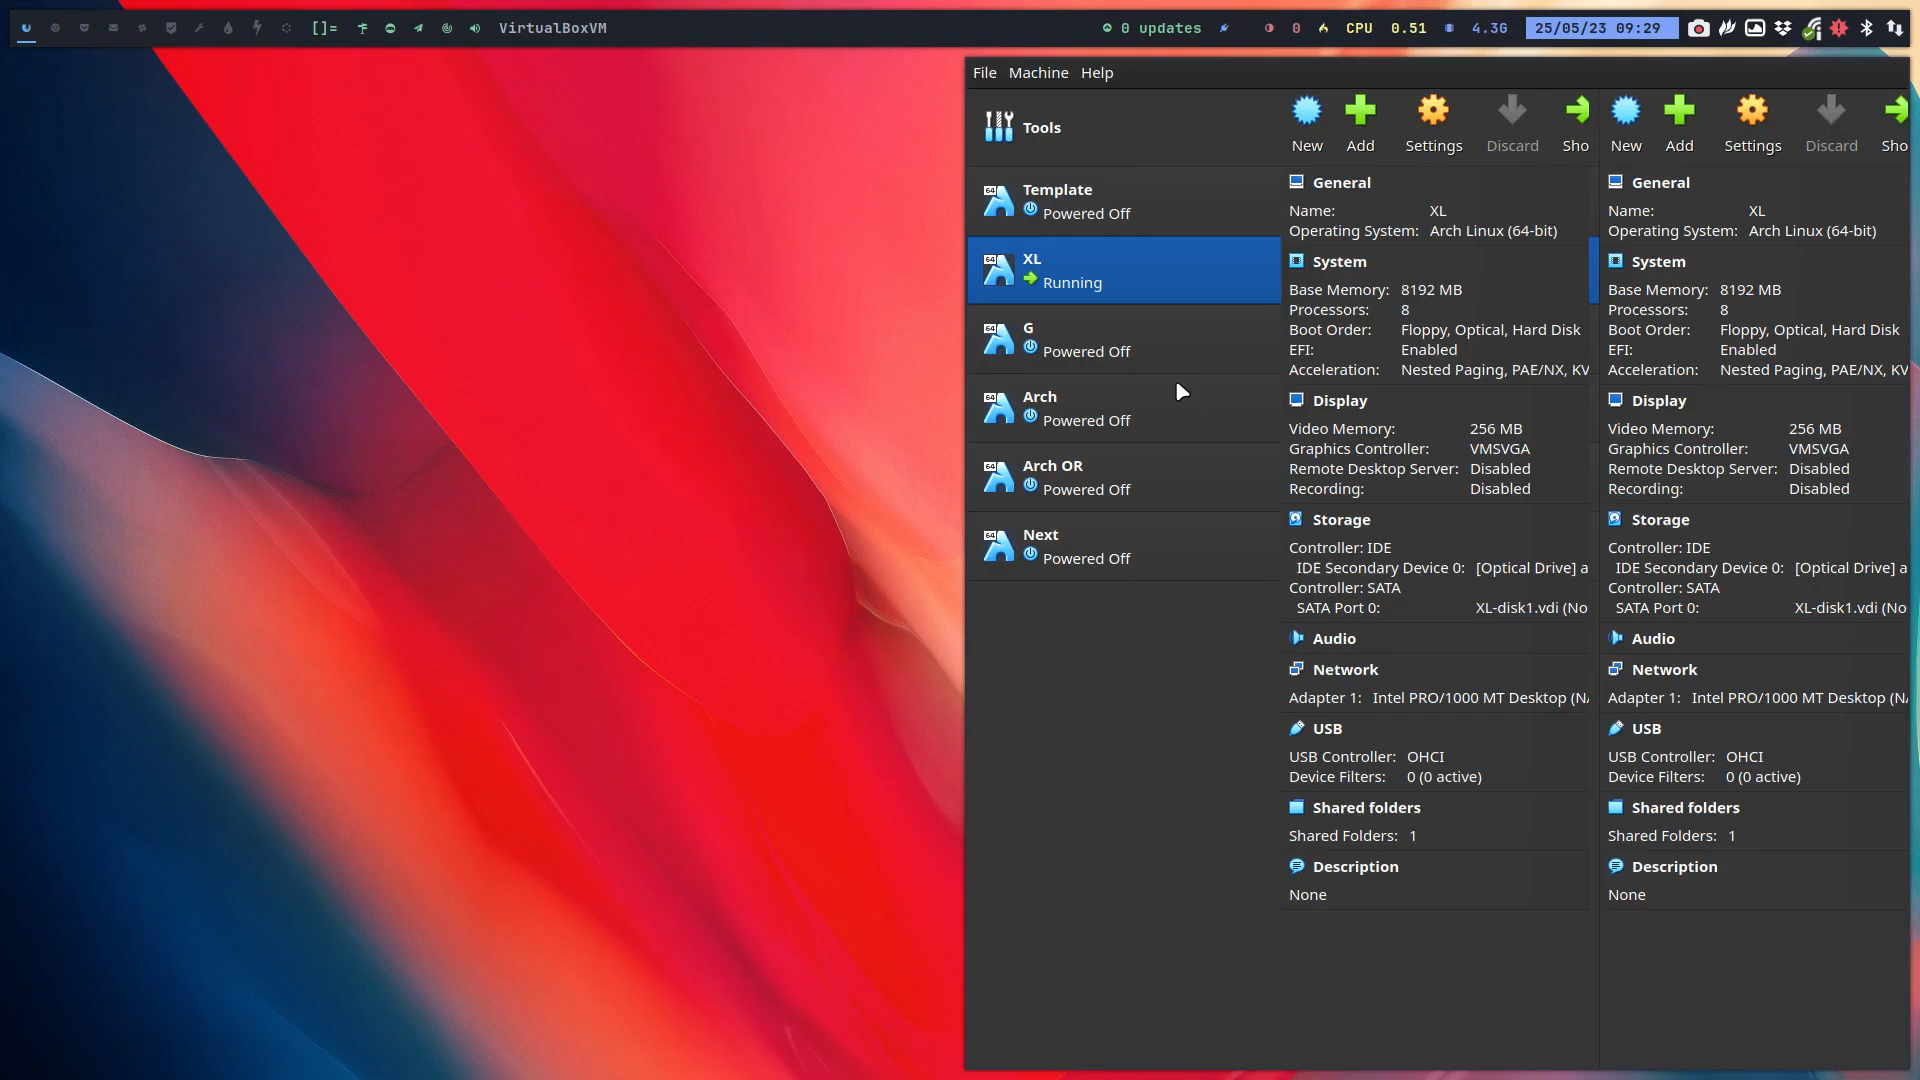 []=
VirtualBoxVM
0 updates
0
CPU 0.51
4.3G
25/05/23 09:29
File Machine Help
Tools
64
Template
Powered Off
64
XL
Running
64
G
Powered Off
64
Arch
Powered Off
64
Arch OR
Powered Off
64
Next
Powered Off
New Add Settings Discard Sho
General
Name: XL
Operating System: Arch Linux (64-bit)
System
Base Memory: 8192 MB
Processors: 8
Boot Order: Floppy, Optical, Hard Disk
EFI: Enabled
Acceleration: Nested Paging, PAE/NX, KV
Display
Video Memory: 256 MB
Graphics Controller: VMSVGA
Remote Desktop Server: Disabled
Recording: Disabled
Storage
Controller: IDE
IDE Secondary Device 0: [Optical Drive] a
Controller: SATA
SATA Port 0: XL-disk1.vdi (No
Audio
Network
Adapter 1: Intel PRO/1000 MT Desktop (NA
USB
USB Controller: OHCI
Device Filters: 0 (0 active)
Shared folders
Shared Folders: 1
Description
None
New Add Settings Discard Sho
General
Name: XL
Operating System: Arch Linux (64-bit)
System
Base Memory: 8192 MB
Processors: 8
Boot Order: Floppy, Optical, Hard Disk
EFI: Enabled
Acceleration: Nested Paging, PAE/NX, KV
Display
Video Memory: 256 MB
Graphics Controller: VMSVGA
Remote Desktop Server: Disabled
Recording: Disabled
Storage
Controller: IDE
IDE Secondary Device 0: [Optical Drive] a
Controller: SATA
SATA Port 0: XL-disk1.vdi (No
Audio
Network
Adapter 1: Intel PRO/1000 MT Desktop (NA
USB
USB Controller: OHCI
Device Filters: 0 (0 active)
Shared folders
Shared Folders: 1
Description
None